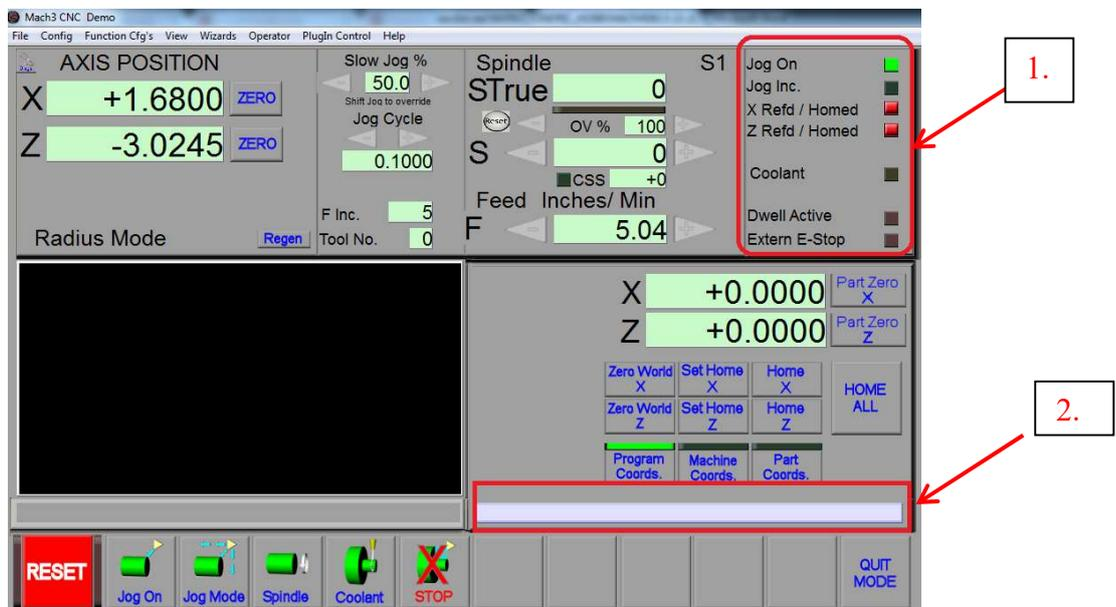 Mach3 CNC Demo
File Config Function Cfg's View Wizards Operator PlugIn Control Help
AXIS POSITION
X +1.6800 ZERO
Z -3.0245 ZERO
Radius Mode Regen
Slow Jog %
50.0
Shift Jog to override
Jog Cycle
0.1000
F Inc. 5
Tool No. 0
Spindle S1
STrue 0
Reset OV % 100
S 0
CSS +0
Feed Inches/ Min
F 5.04
Jog On
Jog Inc.
X Refd / Homed
Z Refd / Homed
Coolant
Dwell Active
Extern E-Stop
1.
X +0.0000 Part Zero X
Z +0.0000 Part Zero Z
Zero World X Set Home X Home X
Zero World Z Set Home Z Home Z
HOME ALL
Program Coords. Machine Coords. Part Coords.
2.
RESET Jog On Jog Mode Spindle Coolant STOP QUIT MODE